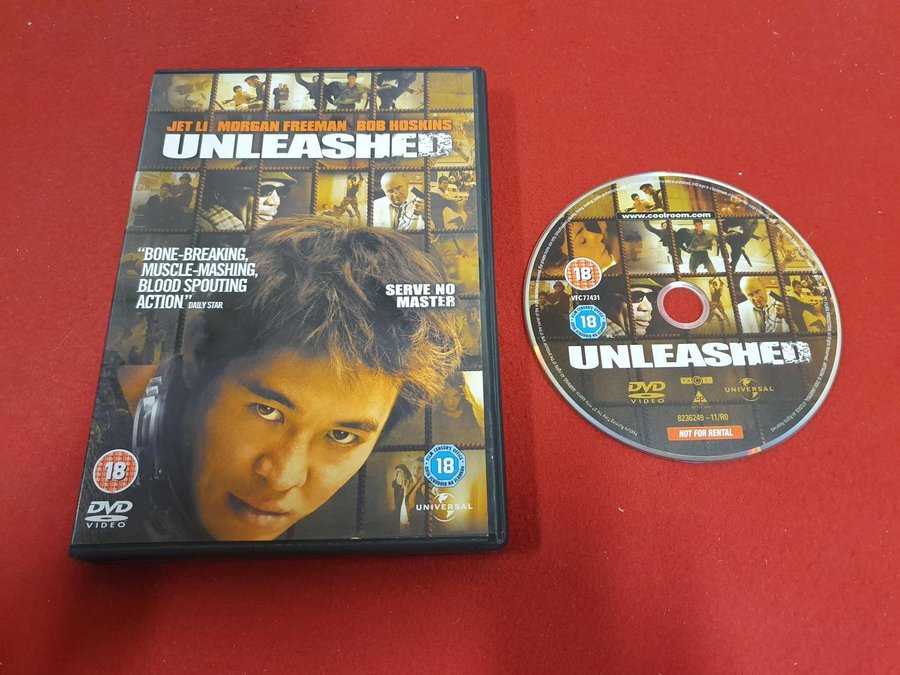 JET LI MORGAN FREEMAN BOB HOSKINS
UNLEASHED
“BONE-BREAKING,
MUSCLE-MASHING,
BLOOD SPOUTING
ACTION” DAILY STAR
SERVE NO
MASTER
18
DVD
VIDEO
18
UNIVERSAL
www.coolroom.com
18
VFC77431
18
UNLEASHED
DVD
VIDEO
UNIVERSAL
8236249-11/R0
NOT FOR RENTAL